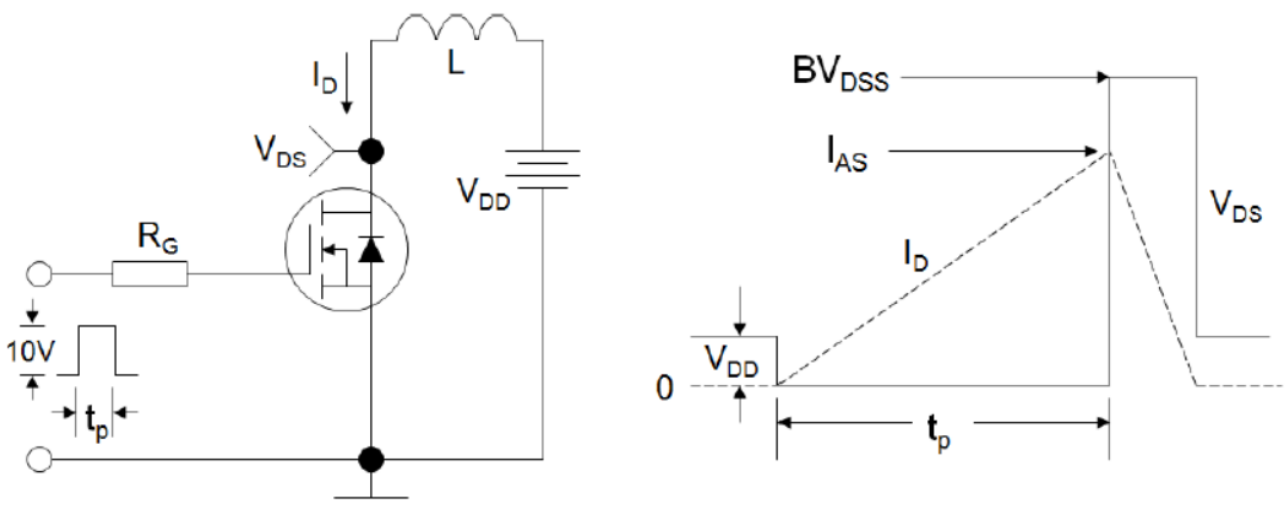 L
I_D
V_DS
V_DD
R_G
10V
t_p
BV_DSS
I_AS
V_DS
I_D
V_DD
0
t_p